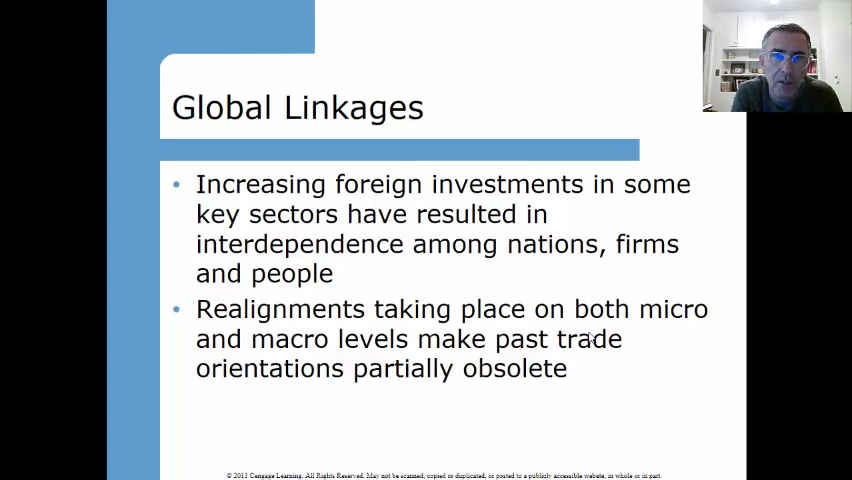 Global Linkages
• Increasing foreign investments in some
key sectors have resulted in
interdependence among nations, firms
and people
• Realignments taking place on both micro
and macro levels make past trade
orientations partially obsolete
© 2013 Cengage Learning. All Rights Reserved. May not be scanned, copied or duplicated, or posted to a publicly accessible website, in whole or in part.